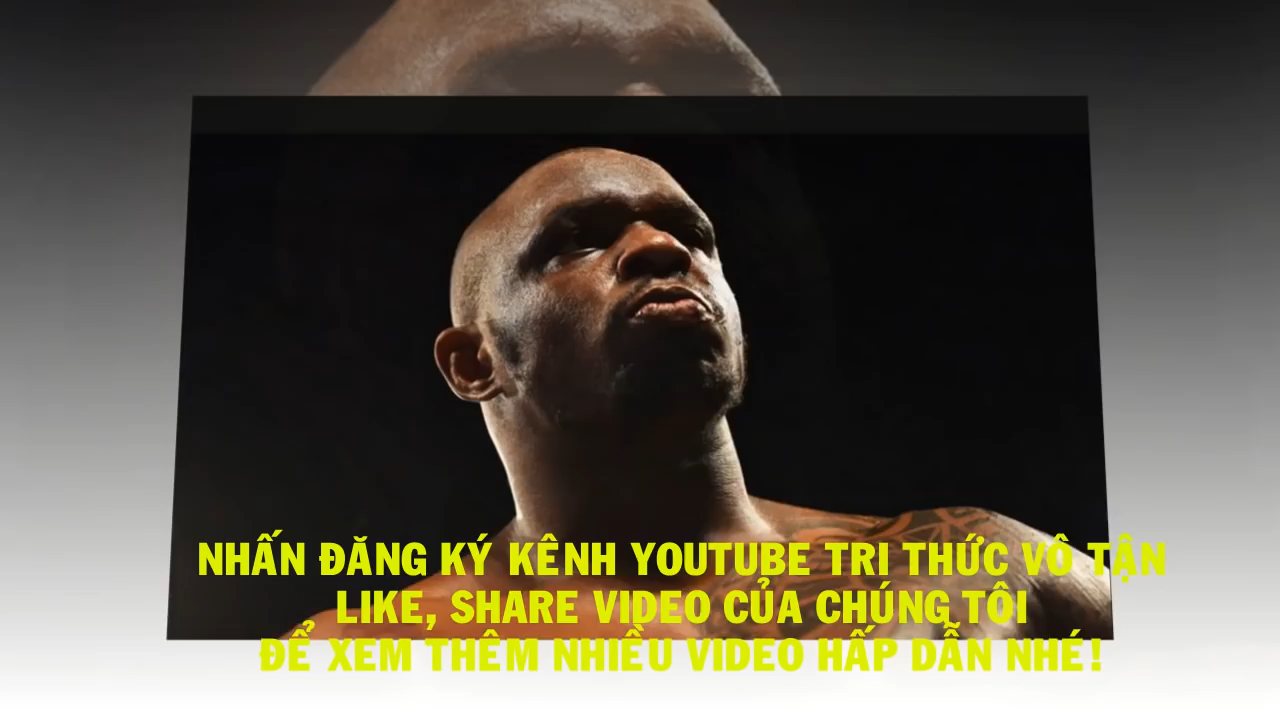 NHẤN ĐĂNG KÝ KÊNH YOUTUBE TRI THỨC VÔ TẬN
LIKE, SHARE VIDEO CỦA CHÚNG TÔI
ĐỂ XEM THÊM NHIỀU VIDEO HẤP DẪN NHÉ!